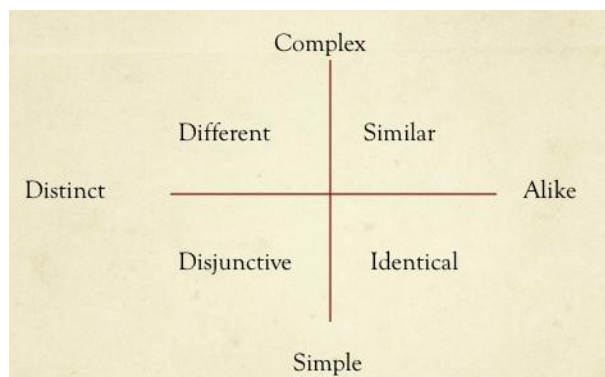 Complex
Different Similar
Distinct Alike
Disjunctive Identical
Simple